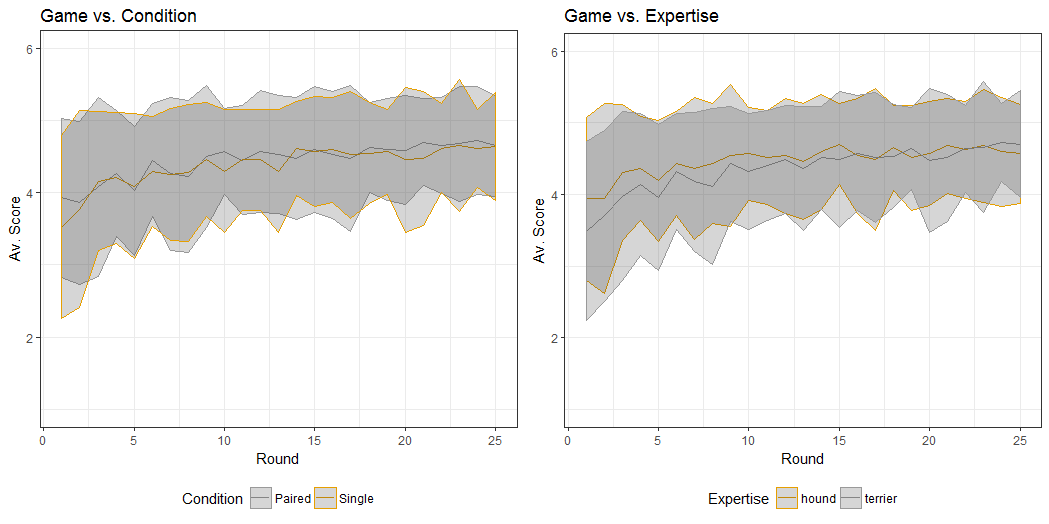 Game vs. Condition
Av. Score
6
4
2
0
5
10
15
20
25
Round
Condition Paired Single
Game vs. Expertise
Av. Score
6
4
2
0
5
10
15
20
25
Round
Expertise hound terrier